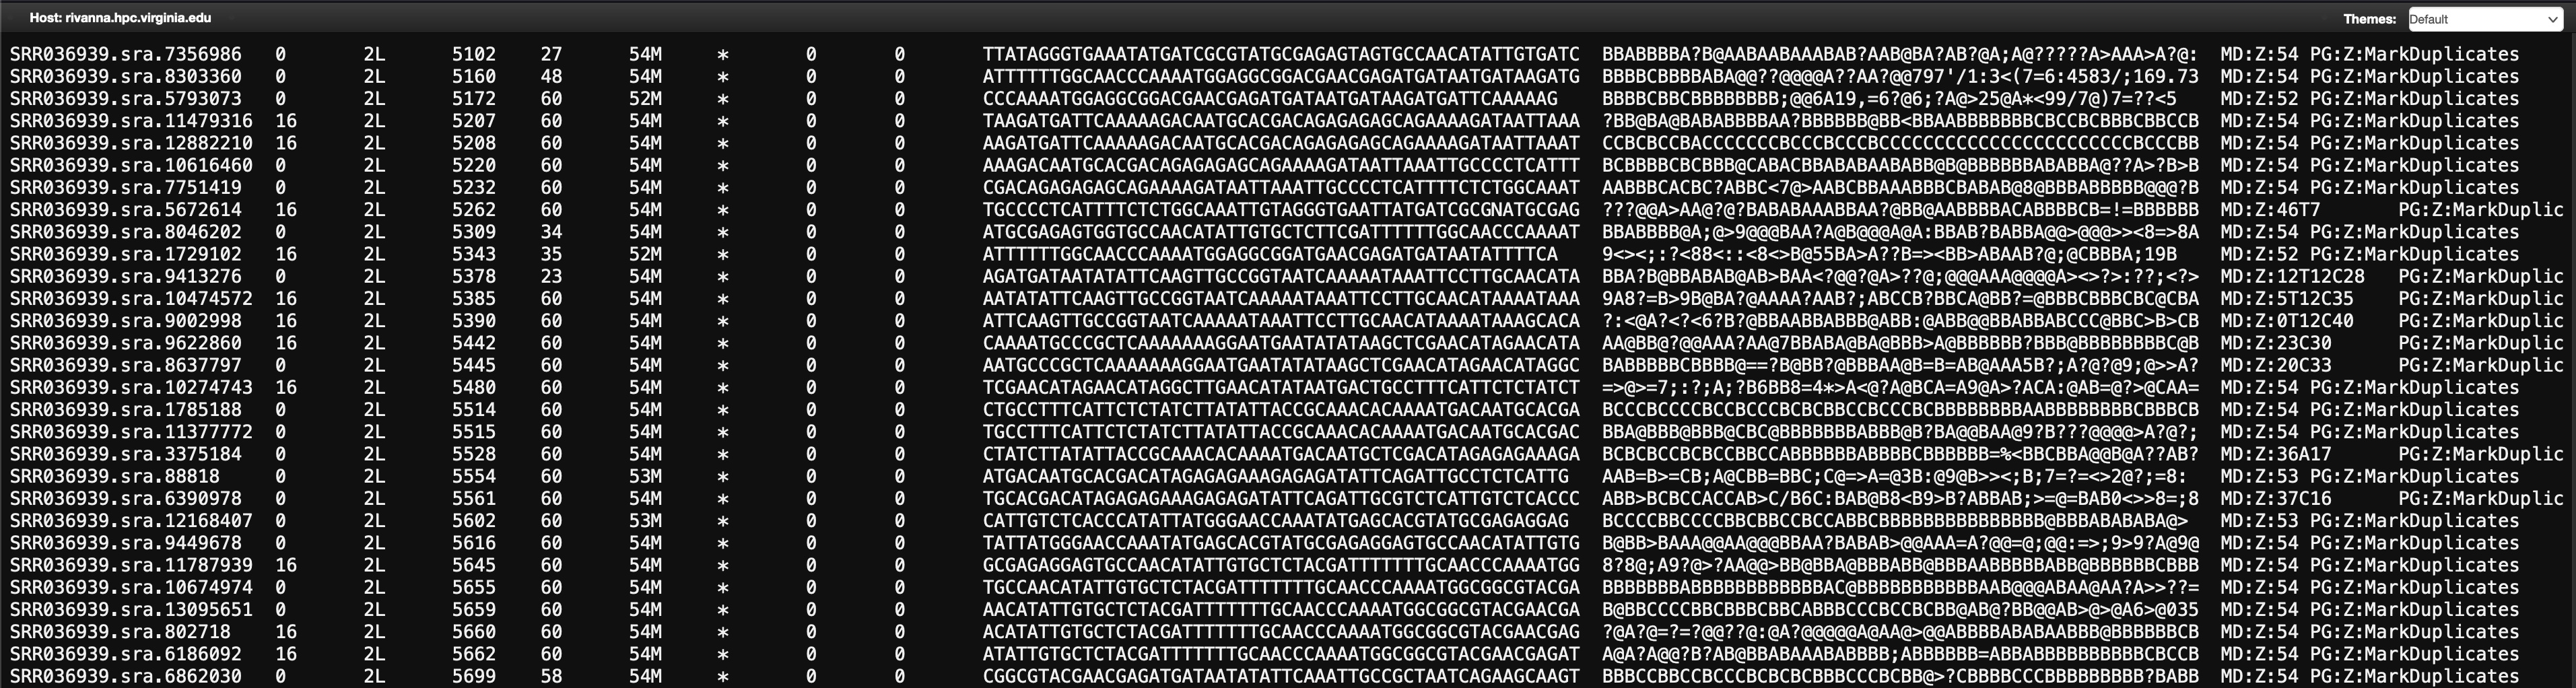 Host: rivanna.hpc.virginia.edu Themes: Default
SRR036939.sra.7356986 0 2L 5102 27 54M * 0 0 TTATAGGGTGAAATATGATCGCGTATGCGAGAGTAGTGCCAACATATTGTGATC BBABBBBA?B@AABAABAAABAB?AAB@BA?AB?@A;A@?????A>AAA>A?@: MD:Z:54 PG:Z:MarkDuplicates
SRR036939.sra.8303360 0 2L 5160 48 54M * 0 0 ATTTTTTGGCAACCCAAAATGGAGGCGGACGAACGAGATGATAATGATAAGATG BBBBCBBBBABA@@??@@@@A??AA?@@797'/1:3<(7=6:4583/;169.73 MD:Z:54 PG:Z:MarkDuplicates
SRR036939.sra.5793073 0 2L 5172 60 52M * 0 0 CCCAAAATGGAGGCGGACGAACGAGATGATAATGATAAGATGATTCAAAAAG BBBBCBBCBBBBBBBB;@@6A19,=6?@6;?A@>25@A*<99/7@)7=??<5 MD:Z:52 PG:Z:MarkDuplicates
SRR036939.sra.11479316 16 2L 5207 60 54M * 0 0 TAAGATGATTCAAAAAGACAATGCACGACAGAGAGAGCAGAAAAGATAATTAAA ?BB@BA@BABABBBBAA?BBBBBB@BB<BBAABBBBBBBCBCCBCBBBCBBCCB MD:Z:54 PG:Z:MarkDuplicates
SRR036939.sra.12882210 16 2L 5208 60 54M * 0 0 AAGATGATTCAAAAAGACAATGCACGACAGAGAGAGCAGAAAAGATAATTAAAT CCBCBCCBACCCCCCCBCCCBCCCBCCCCCCCCCCCCCCCCCCCCCBCCCCCBB MD:Z:54 PG:Z:MarkDuplicates
SRR036939.sra.10616460 0 2L 5220 60 54M * 0 0 AAAGACAATGCACGACAGAGAGAGCAGAAAAGATAATTAAATTGCCCCTCATTT BCBBBBCBCBBB@CABACBBABABAABABB@B@BBBBBBABABBA@??A>?B>B MD:Z:54 PG:Z:MarkDuplicates
SRR036939.sra.7751419 0 2L 5232 60 54M * 0 0 CGACAGAGAGAGCAGAAAAGATAATTAAATTGCCCCTCATTTTCTCTGGCAAAT AABBBCACBC?ABBC<7@>AABCBBAAABBBCBABAB@8@BBBABBBBB@@@?B MD:Z:54 PG:Z:MarkDuplicates
SRR036939.sra.5672614 16 2L 5262 60 54M * 0 0 TGCCCCTCATTTTCTCTGGCAAATTGTAGGGTGAATTATGATCGCGNATGCGAG ???@@A>AA@?@?BABABAAABBAA?@BB@AABBBBACABBBBCB=!=BBBBBB MD:Z:46T7 PG:Z:MarkDuplic
SRR036939.sra.8046202 0 2L 5309 34 54M * 0 0 ATGCGAGAGTGGTGCCAACATATTGTGCTCTTCGATTTTTTGGCAACCCAAAAT BBABBBB@A;@>9@@@BAA?A@B@@@A@A:BBAB?BABBA@@>@@@>><8=>8A MD:Z:54 PG:Z:MarkDuplicates
SRR036939.sra.1729102 16 2L 5343 35 52M * 0 0 ATTTTTTGGCAACCCAAAATGGAGGCGGATGAACGAGATGATAATATTTTCA 9<><;:?<88<::<8<>B@55BA>A??B=><BB>ABAAB?@;@CBBBA;19B MD:Z:52 PG:Z:MarkDuplicates
SRR036939.sra.9413276 0 2L 5378 23 54M * 0 0 AGATGATAATATATTCAAGTTGCCGGTAATCAAAAATAAATTCCTTGCAACATA BBA?B@BBABAB@AB>BAA<?@@?@A>??@;@@@AAA@@@@A><>?>:??;<?> MD:Z:12T12C28 PG:Z:MarkDuplic
SRR036939.sra.10474572 16 2L 5385 60 54M * 0 0 AATATATTCAAGTTGCCGGTAATCAAAAATAAATTCCTTGCAACATAAAATAAA 9A8?=B>9B@BA?@AAAA?AAB?;ABCCB?BBCA@BB?=@BBBCBBBCBC@CBA MD:Z:5T12C35 PG:Z:MarkDuplic
SRR036939.sra.9002998 16 2L 5390 60 54M * 0 0 ATTCAAGTTGCCGGTAATCAAAAATAAATTCCTTGCAACATAAAATAAAGCACA ?:<@A?<?<6?B?@BBAABBABBB@ABB:@ABB@@BBABBABCCC@BBC>B>CB MD:Z:0T12C40 PG:Z:MarkDuplic
SRR036939.sra.9622860 16 2L 5442 60 54M * 0 0 CAAAATGCCCGCTCAAAAAAAAGGAATGAATATATAAGCTCGAACATAGAACATA AA@BB@?@@AAA?AA@7BBABA@BA@BBB>A@BBBBBB?BBB@BBBBBBBBC@B MD:Z:23C30 PG:Z:MarkDuplic
SRR036939.sra.8637797 0 2L 5445 60 54M * 0 0 AATGCCCGCTCAAAAAAAGGAATGAATATATAAGCTCGAACATAGAACATAGGC BABBBBBCBBBB@==?B@BB?@BBBAA@B=B=AB@AAA5B?;A?@?@9;@>>A? MD:Z:20C33 PG:Z:MarkDuplic
SRR036939.sra.10274743 16 2L 5480 60 54M * 0 0 TCGAACATAGAACATAGGCTTGAACATATAATGACTGCCTTTCATTCTCTATCT =>@>=7;:?;A;?B6BB8=4*>A<@?A@BCA=A9@A>?ACA:@AB=@?>@CAA= MD:Z:54 PG:Z:MarkDuplicates
SRR036939.sra.1785188 0 2L 5514 60 54M * 0 0 CTGCCTTTCATTCTCTATCTTATATTACCGCAAACACAAAATGACAATGCACGA BCCCBCCCCBCCBCCCBCBCBBCCBCCCBCBBBBBBBBAABBBBBBBBCBBBCB MD:Z:54 PG:Z:MarkDuplicates
SRR036939.sra.11377772 0 2L 5515 60 54M * 0 0 TGCCTTTCATTCTCTATCTTATATTACCGCAAACACAAAATGACAATGCACGAC BBA@BBB@BBB@CBC@BBBBBBBABBB@B?BA@@BAA@9?B???@@@@>A?@?; MD:Z:54 PG:Z:MarkDuplicates
SRR036939.sra.3375184 0 2L 5528 60 54M * 0 0 CTATCTTATATTACCGCAAACACAAAATGACAATGCTCGACATAGAGAGAAAGA BCBCBCBCCBCCBBCCABBBBBBABBBBCBBBBBB=%<BBCBBA@@B@A??AB? MD:Z:36A17 PG:Z:MarkDuplic
SRR036939.sra.88818 0 2L 5554 60 53M * 0 0 ATGACAATGCACGACATAGAGAGAAAGAGAGATATTCAGATTGCCTCTCATTG AAB=B>=CB;A@CBB=BBC;C@=>A=@3B:@9@B>><;B;7=?=<>2@?;=8: MD:Z:53 PG:Z:MarkDuplicates
SRR036939.sra.6390978 0 2L 5561 60 54M * 0 0 TGCACGACATAGAGAGAAAGAGAGATATTCAGATTGCGTCTCATTGTCTCACCC ABB>BCBCCACCAB>C/B6C:BAB@B8<B9>B?ABBAB;>=@=BAB0<>>8=;8 MD:Z:37C16 PG:Z:MarkDuplic
SRR036939.sra.12168407 0 2L 5602 60 53M * 0 0 CATTGTCTCACCCATATTATGGGAACCAAATATGAGCACGTATGCGAGAGGAG BCCCCBBCCCCBBCBBCCBCCABBCBBBBBBBBBBBBBBB@BBBABABABA@> MD:Z:53 PG:Z:MarkDuplicates
SRR036939.sra.9449678 0 2L 5616 60 54M * 0 0 TATTATGGGAACCAAATATGAGCACGTATGCGAGAGGAGTGCCAACATATTGTG B@BB>BAAA@@AA@@@BBAA?BABAB>@@AAA=A?@@=@;@@:=>;9>9?A@9@ MD:Z:54 PG:Z:MarkDuplicates
SRR036939.sra.11787939 16 2L 5645 60 54M * 0 0 GCGAGAGGAGTGCCAACATATTGTGCTCTACGATTTTTTTGCAACCCAAAATGG 8?8@;A9?@>?AA@@>BB@BBA@BBBABB@BBBAABBBBABB@BBBBBBCBBB MD:Z:54 PG:Z:MarkDuplicates
SRR036939.sra.10674974 0 2L 5655 60 54M * 0 0 TGCCAACATATTGTGCTCTACGATTTTTTTGCAACCCAAAATGGCGGCGTACGA BBBBBBBABBBBBBBBBBBBBAC@BBBBBBBBBBBAAB@@@ABAA@AA?A>>??= MD:Z:54 PG:Z:MarkDuplicates
SRR036939.sra.13095651 0 2L 5659 60 54M * 0 0 AACATATTGTGCTCTACGATTTTTTTGCAACCCAAAATGGCGGCGTACGAACGA B@BBCCCCBBCBBBCBBCABBBCCCBCCBCBB@AB@?BB@@AB>@>@A6>@035 MD:Z:54 PG:Z:MarkDuplicates
SRR036939.sra.802718 16 2L 5660 60 54M * 0 0 ACATATTGTGCTCTACGATTTTTTTGCAACCCAAAATGGCGGCGTACGAACGAG ?@A?@=?=?@@??@:@A?@@@@@A@AA@>@@ABBBBABABAABBB@BBBBBBCB MD:Z:54 PG:Z:MarkDuplicates
SRR036939.sra.6186092 16 2L 5662 60 54M * 0 0 ATATTGTGCTCTACGATTTTTTTGCAACCCAAAATGGCGGCGTACGAACGAGAT A@A?A@@?B?AB@BBABAAABABBBB;ABBBBBB=ABBABBBBBBBBBBCBCCB MD:Z:54 PG:Z:MarkDuplicates
SRR036939.sra.6862030 0 2L 5699 58 54M * 0 0 CGGCGTACGAACGAGATGATAATATATTCAAATTGCCGCTAATCAGAAGCAAGT BBBCCBBCCBCCCBCBCBCBBBCCCBCBB@>?CBBBBCCCBBBBBBBBB?BABB MD:Z:54 PG:Z:MarkDuplicates